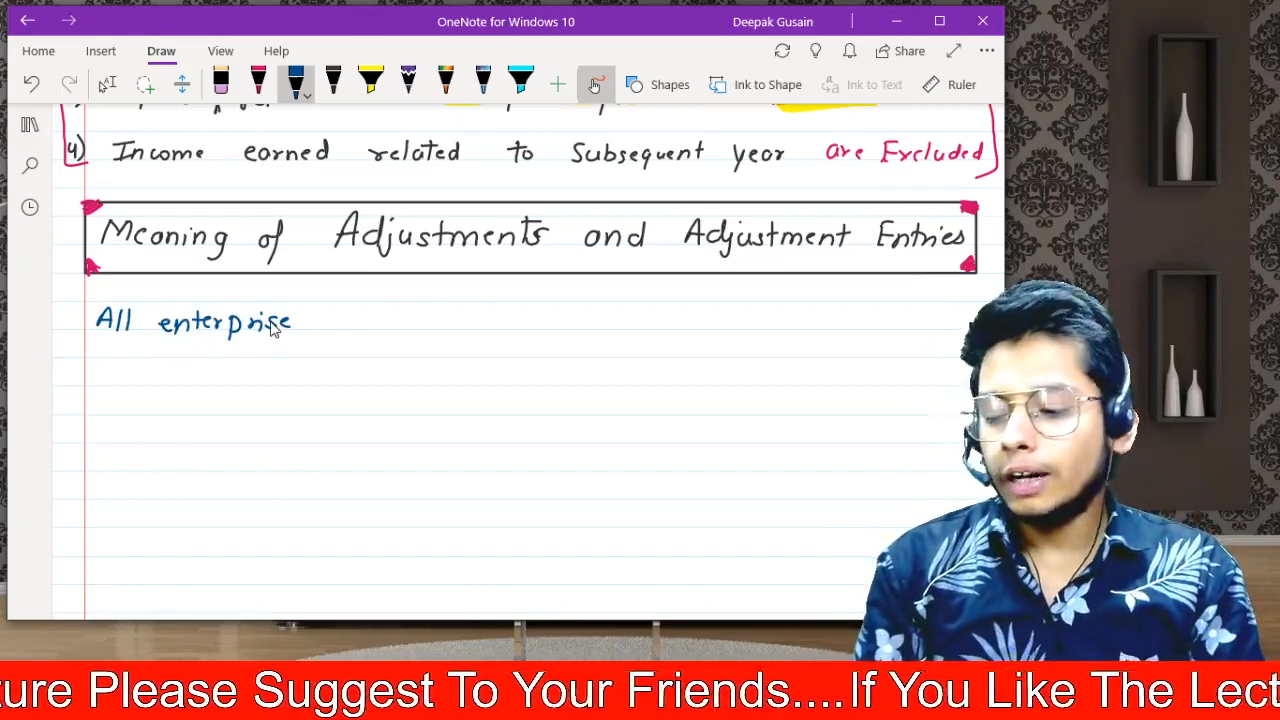 OneNote for Windows 10
Deepak Gusain
Home Insert Draw View Help
Share
Shapes Ink to Shape Ink to Text Ruler
4) Income earned related to Subsequent year are Excluded
Meaning of Adjustments and Adjustment Entries
All enterprise
ture Please Suggest To Your Friends....If You Like The Lect